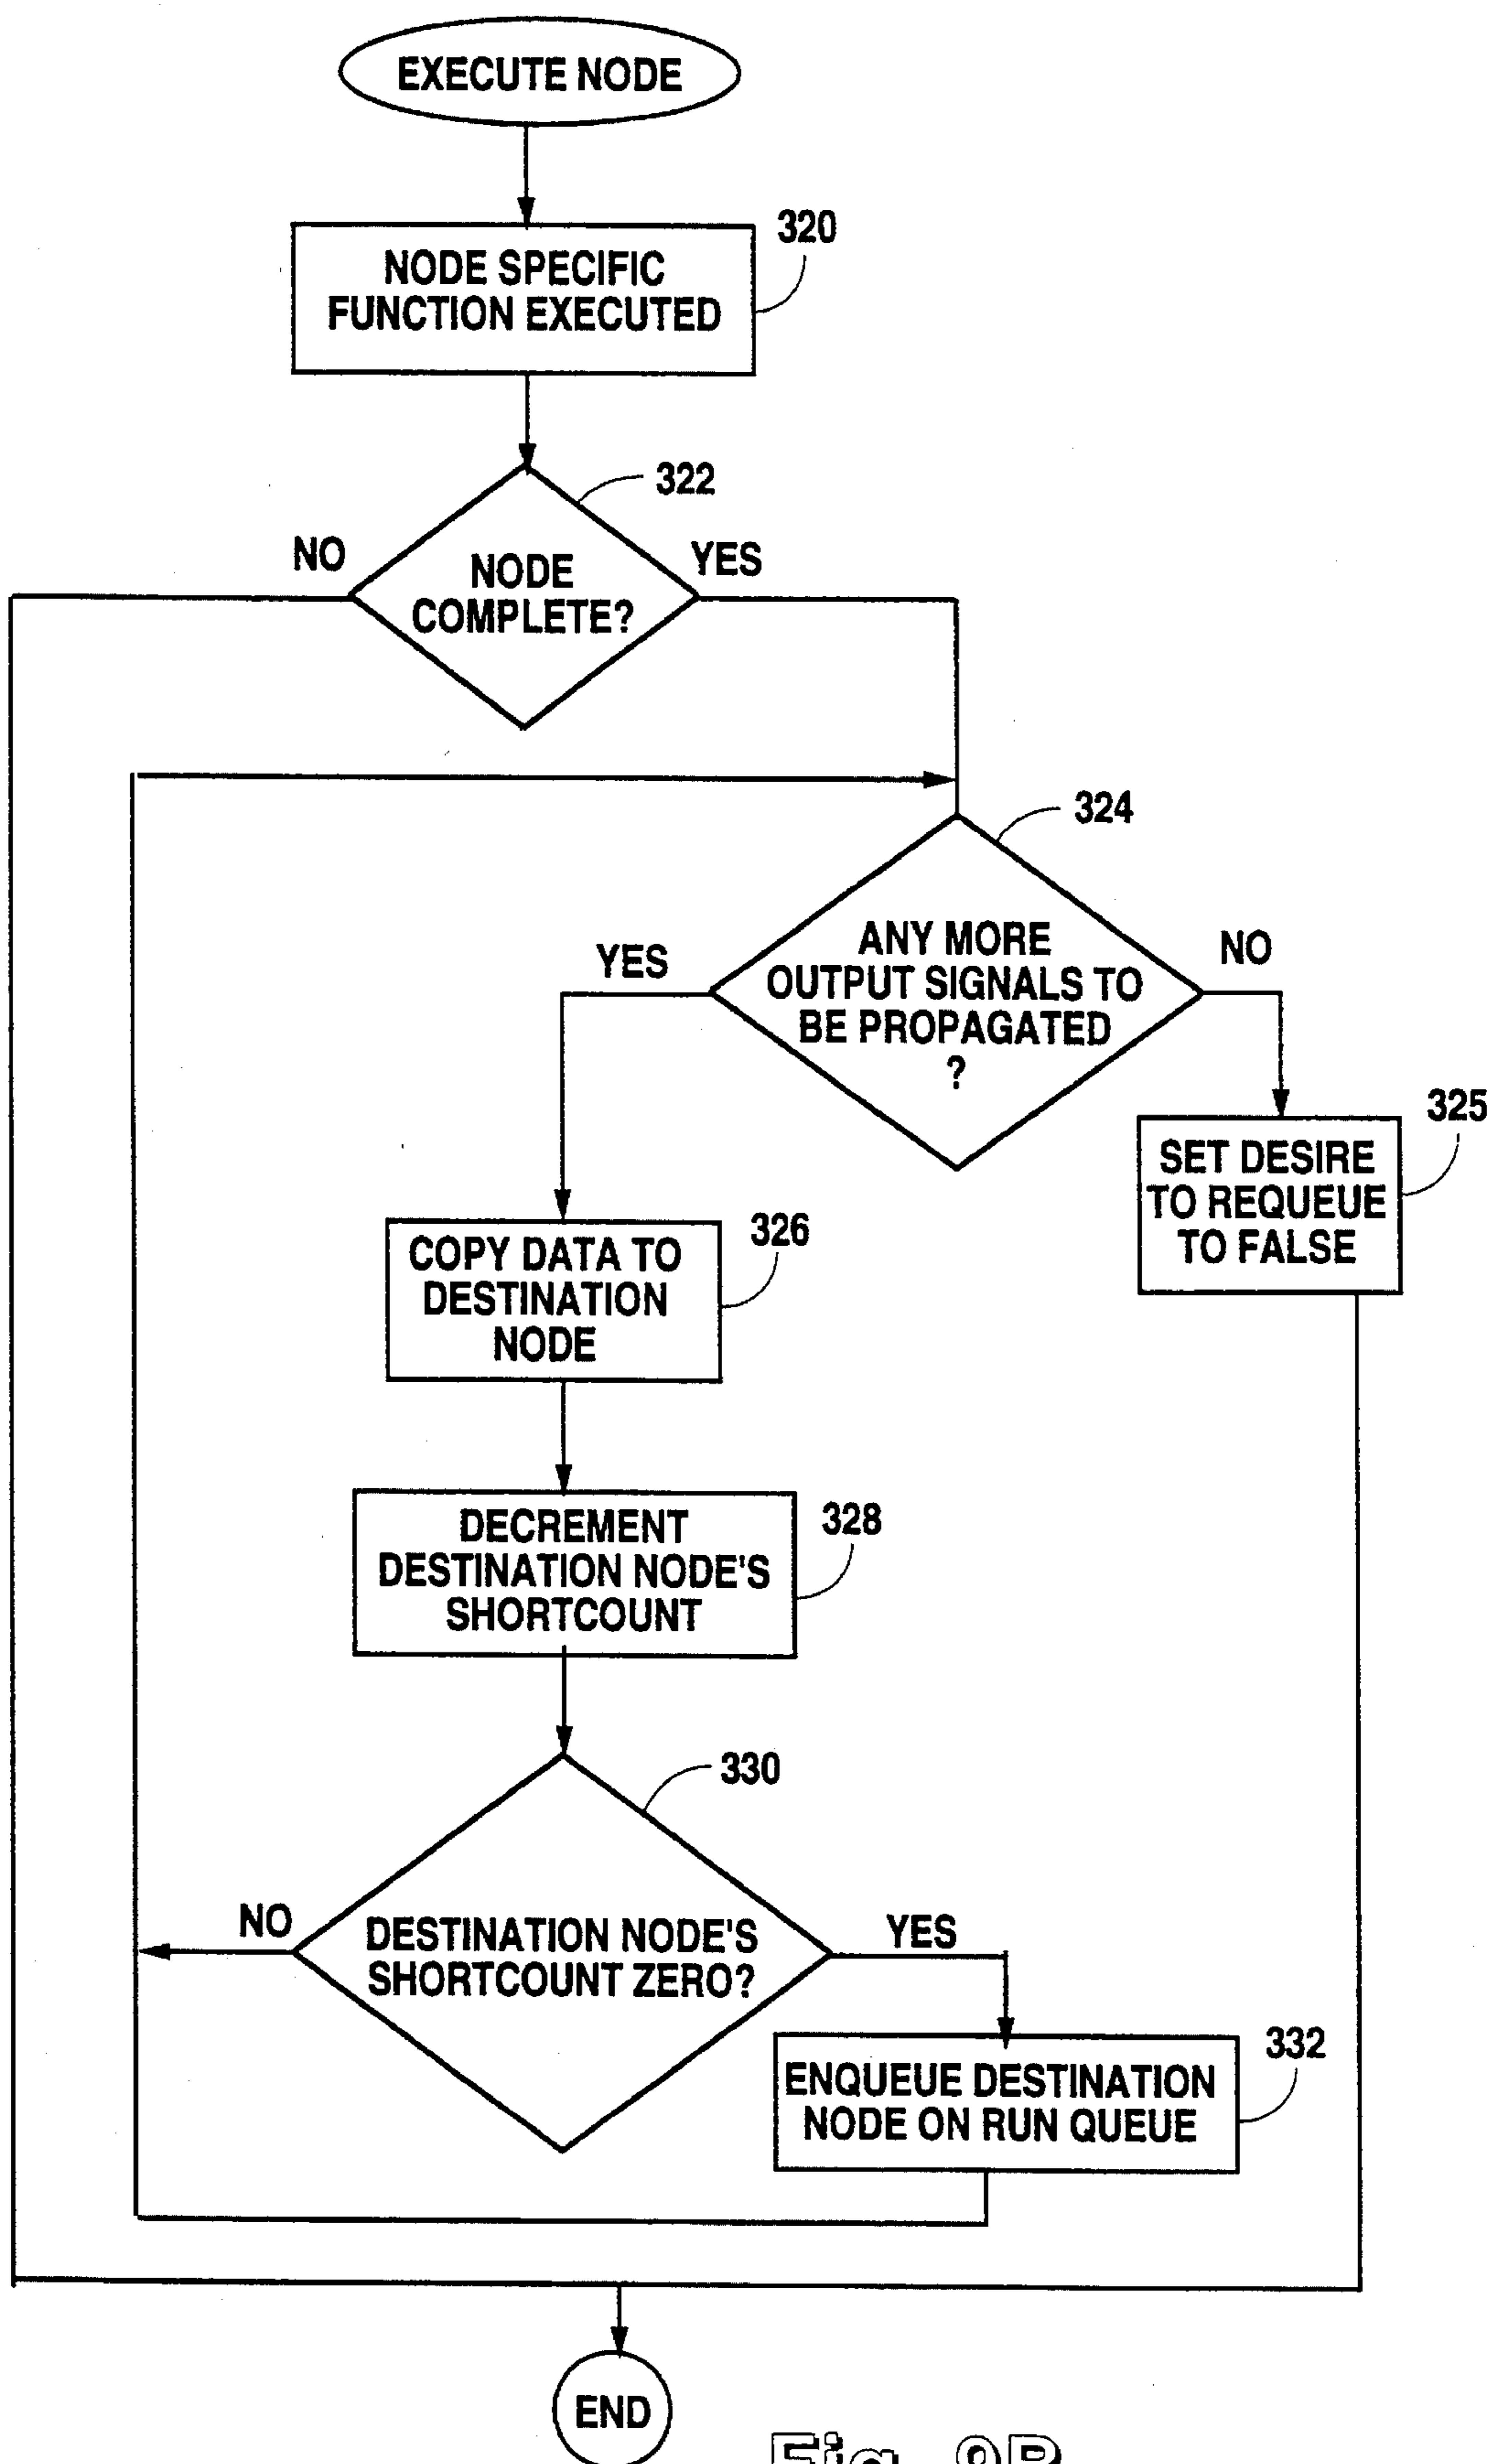 EXECUTE NODE
320
NODE SPECIFIC
FUNCTION EXECUTED
322
NO
YES
NODE
COMPLETE?
324
YES
NO
ANY MORE
OUTPUT SIGNALS TO
BE PROPAGATED
?
325
SET DESIRE
TO REQUEUE
TO FALSE
326
COPY DATA TO
DESTINATION
NODE
328
DECREMENT
DESTINATION NODE'S
SHORTCOUNT
330
NO
YES
DESTINATION NODE'S
SHORTCOUNT ZERO?
332
ENQUEUE DESTINATION
NODE ON RUN QUEUE
END
Fig. 9B